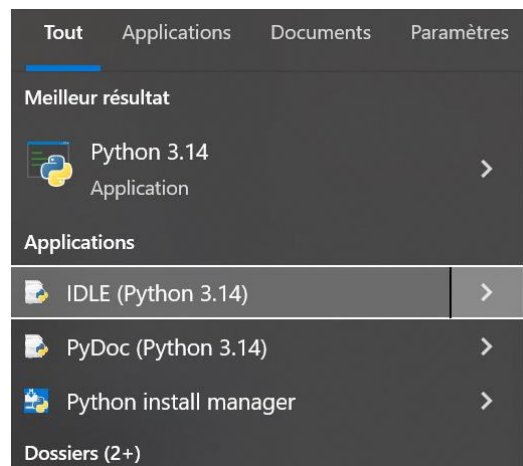 Tout Applications Documents Paramètres
Meilleur résultat
Python 3.14
Application
Applications
IDLE (Python 3.14)
PyDoc (Python 3.14)
Python install manager
Dossiers (2+)